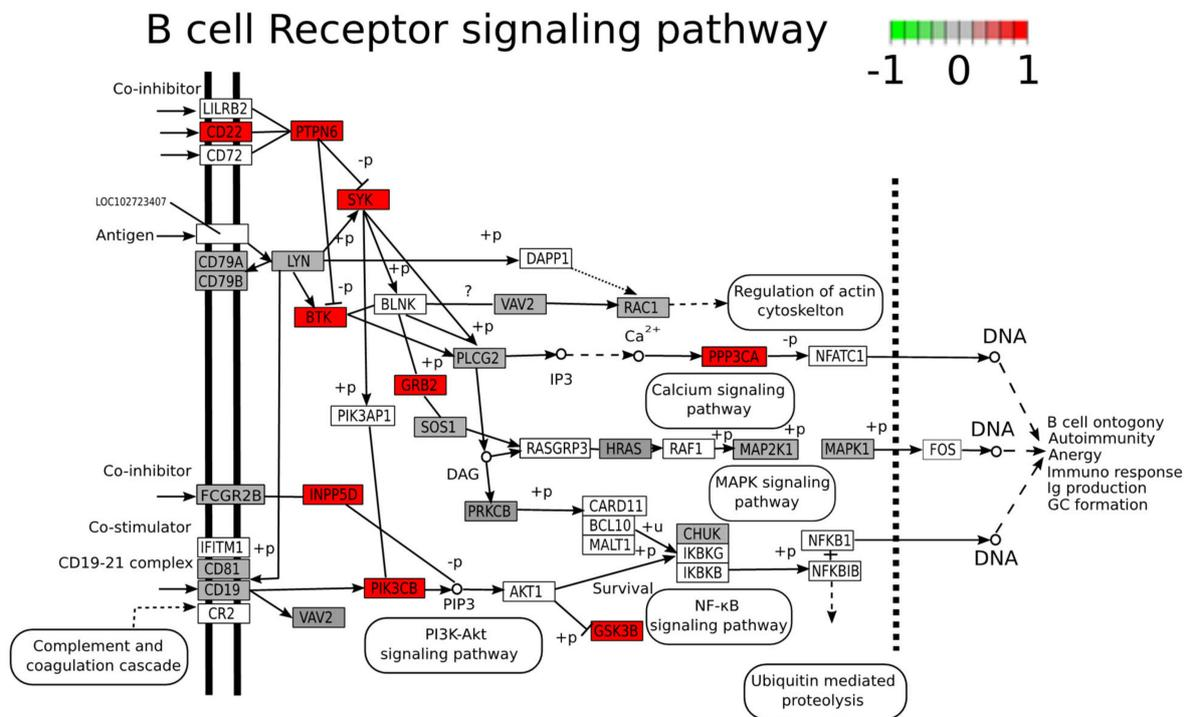 B cell Receptor signaling pathway
-1 0 1
Co-inhibitor
LILRB2
CD22
PTPN6
CD72
-p
SYK
LOC102723407
Antigen
+p
+p
CD79A
LYN
DAPP1
CD79B
+p
-p
?
BTK
BLNK
VAV2
RAC1
Regulation of actin
cytoskelton
+p
Ca2+
DNA
PLCG2
IP3
PPP3CA
-p
NFATC1
+p
GRB2
Calcium signaling
pathway
+p
PIK3AP1
SOS1
RASGRP3
HRAS
RAF1
+p
MAP2K1
+p
MAPK1
+p
FOS
DNA
B cell ontogony
Autoimmunity
Anergy
Immuno response
Ig production
GC formation
DAG
MAPK signaling
pathway
Co-inhibitor
FCGR2B
INPP5D
PRKCB
+p
CARD11
BCL10
MALT1
+u
+p
CHUK
IKBKG
IKBKB
+p
NFKB1
NFKBIB
DNA
Co-stimulator
IFITM1
+p
CD19-21 complex
CD81
CD19
CR2
VAV2
-p
PIK3CB
PIP3
AKT1
Survival
+p
GSK3B
NF-κB
signaling pathway
PI3K-Akt
signaling pathway
Complement and
coagulation cascade
Ubiquitin mediated
proteolysis